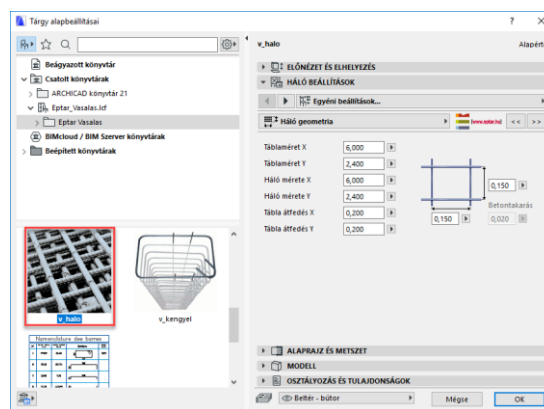 Tárgy alapbeállításai
? ×
Beágyazott könyvtár
Csatolt könyvtárak
ARCHICAD könyvtár 21
Eptar_Vasalas.lcf
Eptar Vasalas
BIMcloud / BIM Szerver könyvtárak
Beépített könyvtárak
v_halo
v_kengyel
Nomenclature des barres
v_halo
Alapért
ELŐNÉZET ÉS ELHELYEZÉS
HÁLÓ BEÁLLÍTÁSOK
Egyéni beállítások...
Háló geometria
[www.eptar.hu]
<< >>
Táblaméret X 6,000
Táblaméret Y 2,400
Háló mérete X 6,000
Háló mérete Y 2,400
Tábla átfedés X 0,200
Tábla átfedés Y 0,200
0,150
Betontakarás
0,150
0,020
ALAPRAJZ ÉS METSZET
MODELL
OSZTÁLYOZÁS ÉS TULAJDONSÁGOK
Beltér - bútor
Mégse
OK